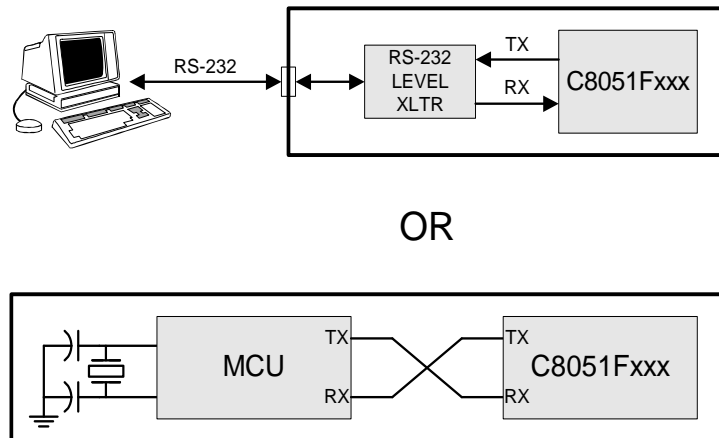 RS-232
RS-232
LEVEL
XLTR
TX
RX
C8051Fxxx
OR
MCU
TX
RX
TX
RX
C8051Fxxx